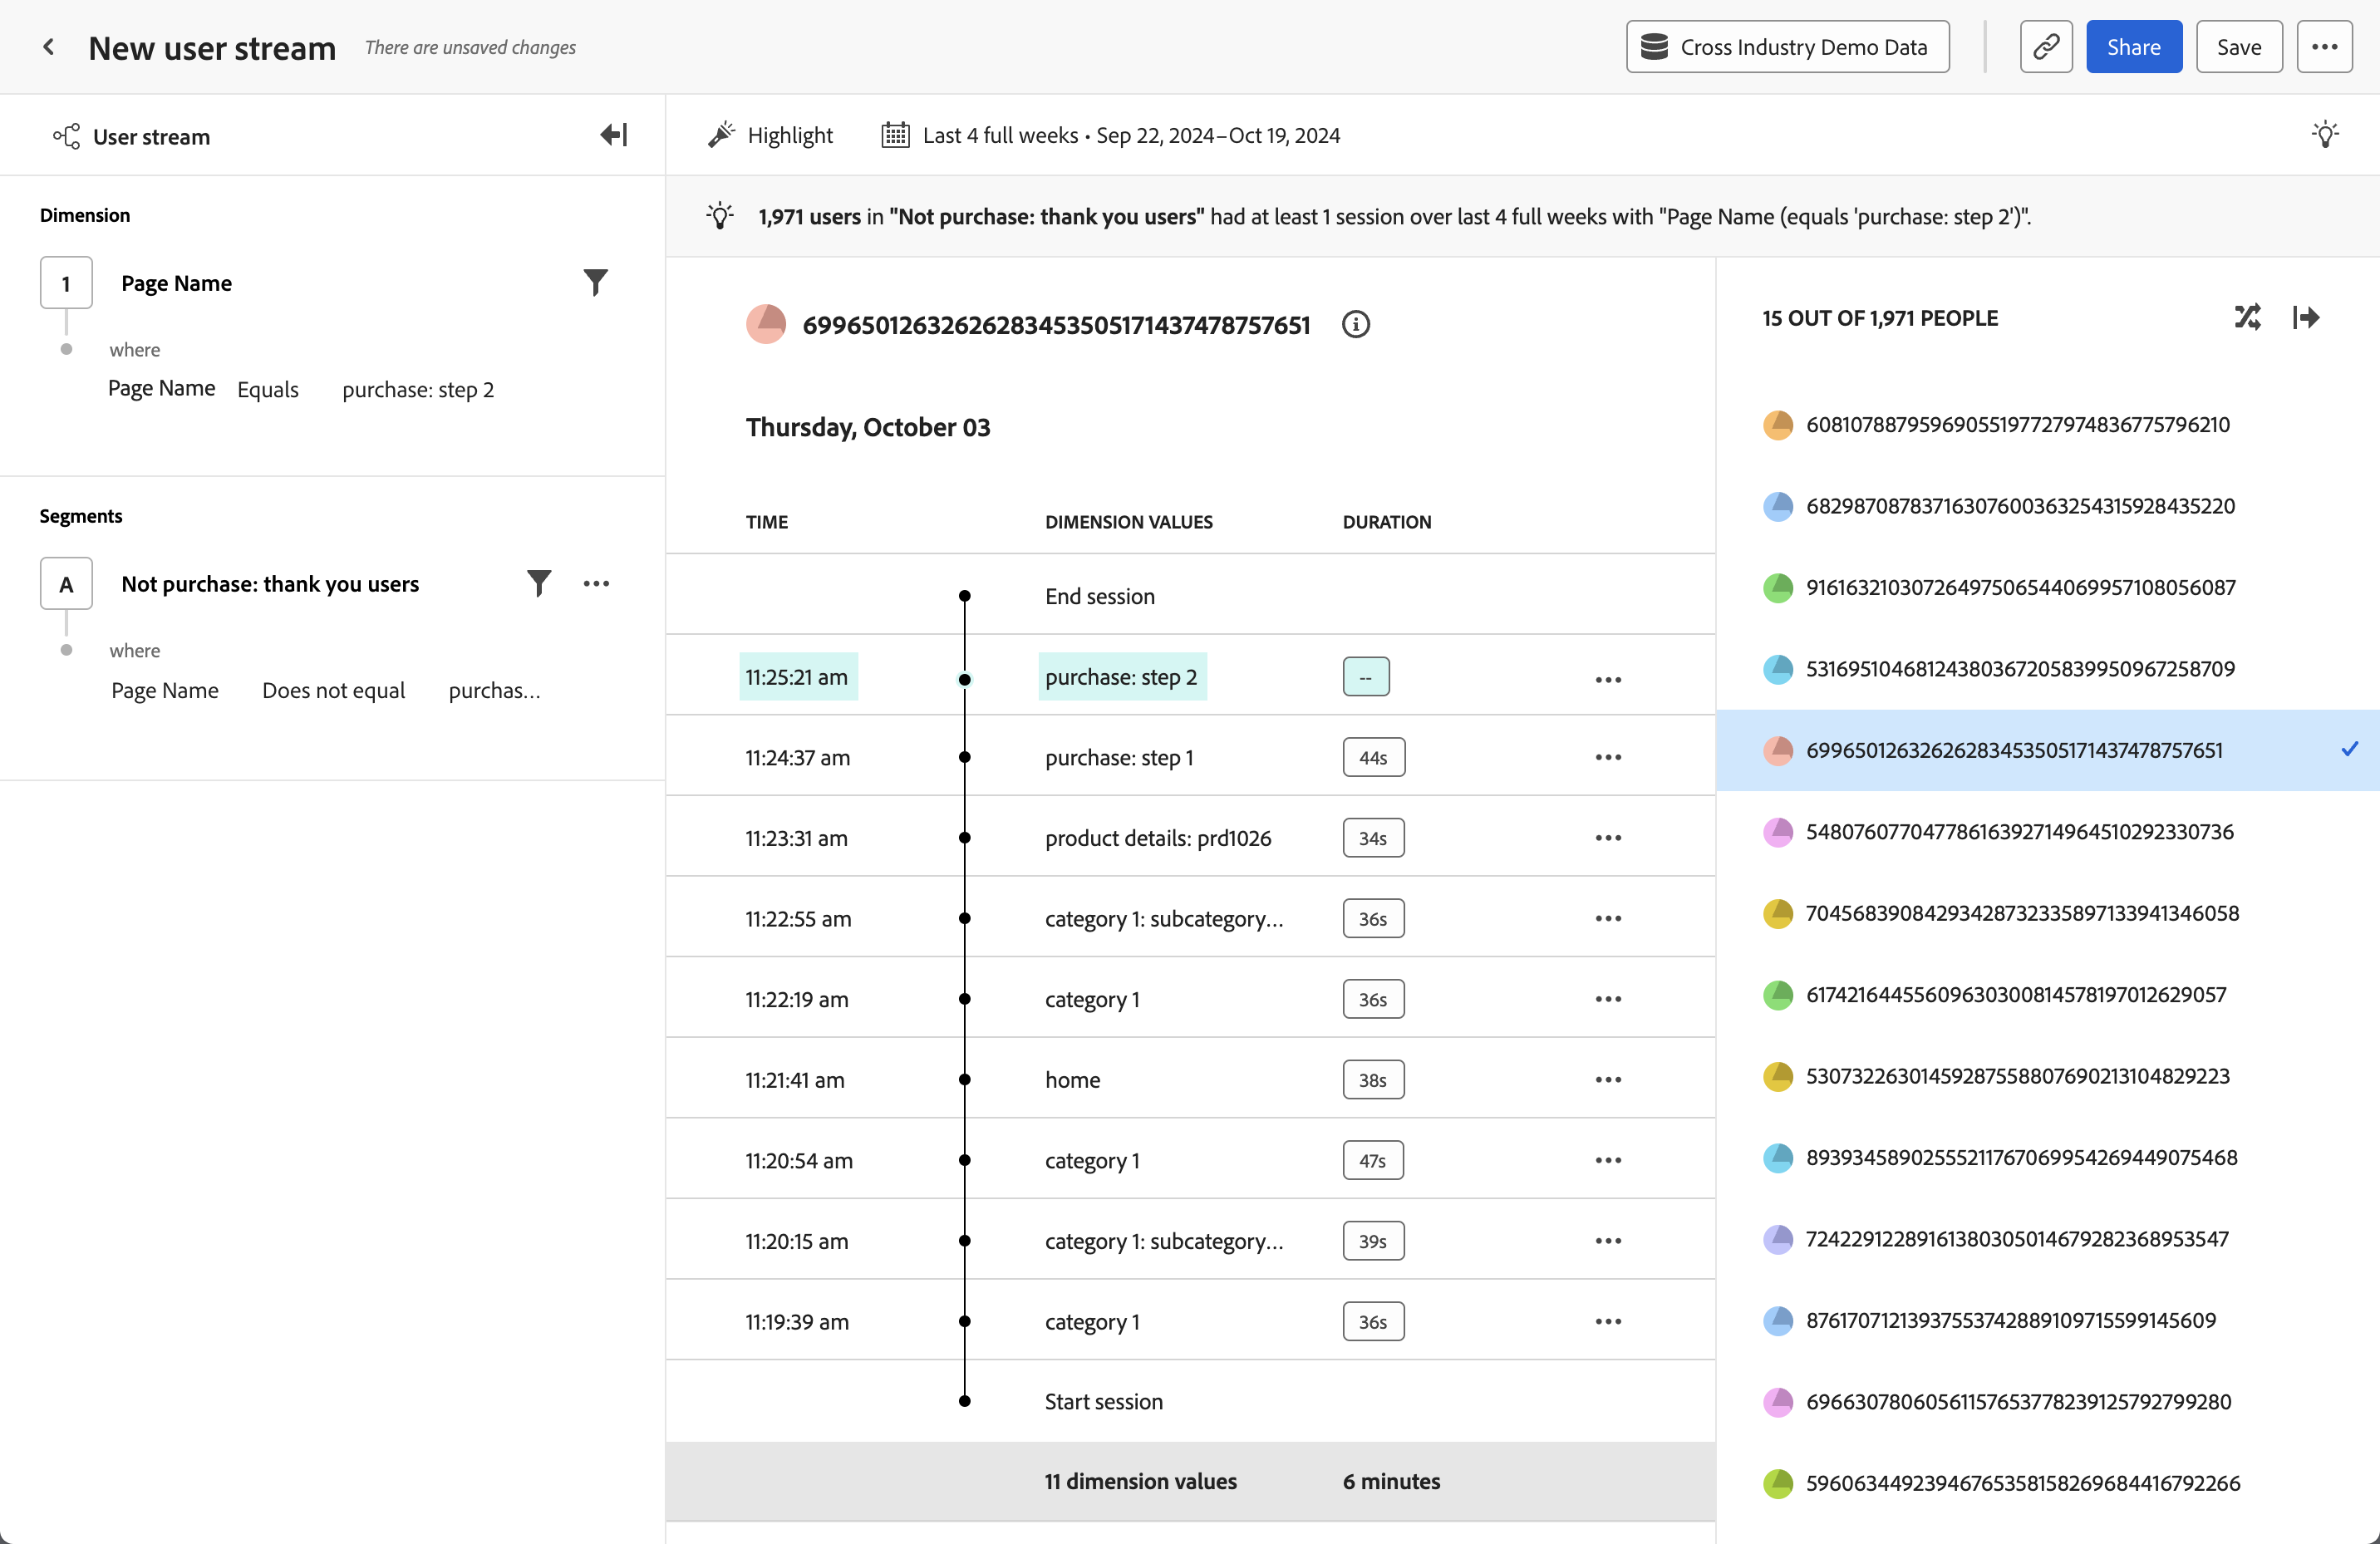 New user stream There are unsaved changes Cross Industry Demo Data Share Save
User stream
Highlight Last 4 full weeks • Sep 22, 2024–Oct 19, 2024
1,971 users in "Not purchase: thank you users" had at least 1 session over last 4 full weeks with "Page Name (equals 'purchase: step 2')".
Dimension
1 Page Name
where
Page Name Equals purchase: step 2
Segments
A Not purchase: thank you users
where
Page Name Does not equal purchas...
6996501263262628345350517143747875​7651
Thursday, October 03
TIME DIMENSION VALUES DURATION
End session
11:25:21 am purchase: step 2 --
11:24:37 am purchase: step 1 44s
11:23:31 am product details: prd1026 34s
11:22:55 am category 1: subcategory... 36s
11:22:19 am category 1 36s
11:21:41 am home 38s
11:20:54 am category 1 47s
11:20:15 am category 1: subcategory... 39s
11:19:39 am category 1 36s
Start session
11 dimension values 6 minutes
15 OUT OF 1,971 PEOPLE
60810788795969055197727974836775796210
68298708783716307600363254315928435220
91616321030726497506544069957108056087
53169510468124380367205839950967258709
69965012632626283453505171437478757651
54807607704778616392714964510292330736
70456839084293428732335897133941346058
61742164455609630300814578197012629057
53073226301459287558807690213104829223
89393458902555211767069954269449075468
72422912289161380305014679282368953547
87617071213937553742889109715599145609
69663078060561157653778239125792799280
59606344923946765358158269684416792266